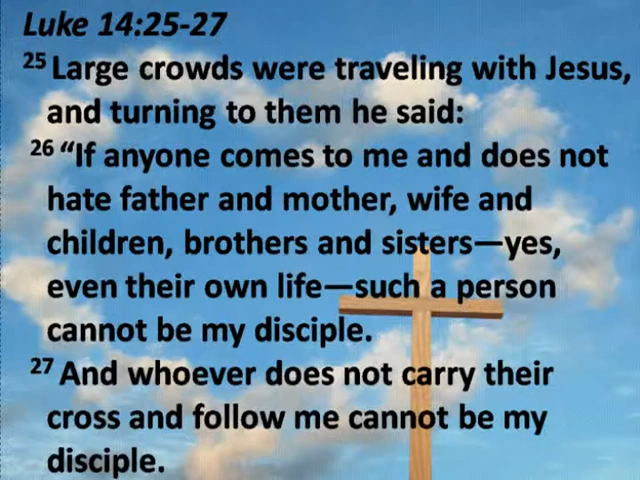 Luke 14:25-27
25 Large crowds were traveling with Jesus,
and turning to them he said:
26 “If anyone comes to me and does not
hate father and mother, wife and
children, brothers and sisters—yes,
even their own life—such a person
cannot be my disciple.
27 And whoever does not carry their
cross and follow me cannot be my
disciple.